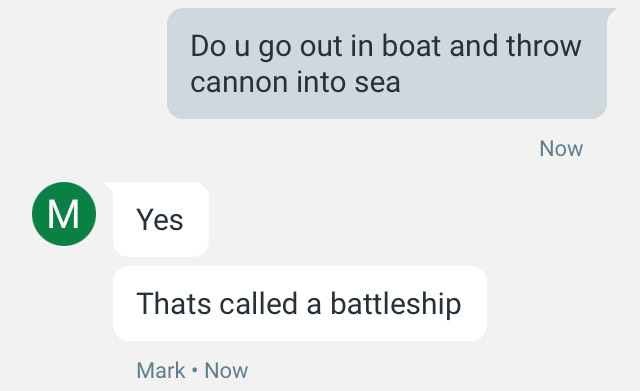 Do u go out in boat and throw
cannon into sea
Now
M
Yes
Thats called a battleship
Mark • Now